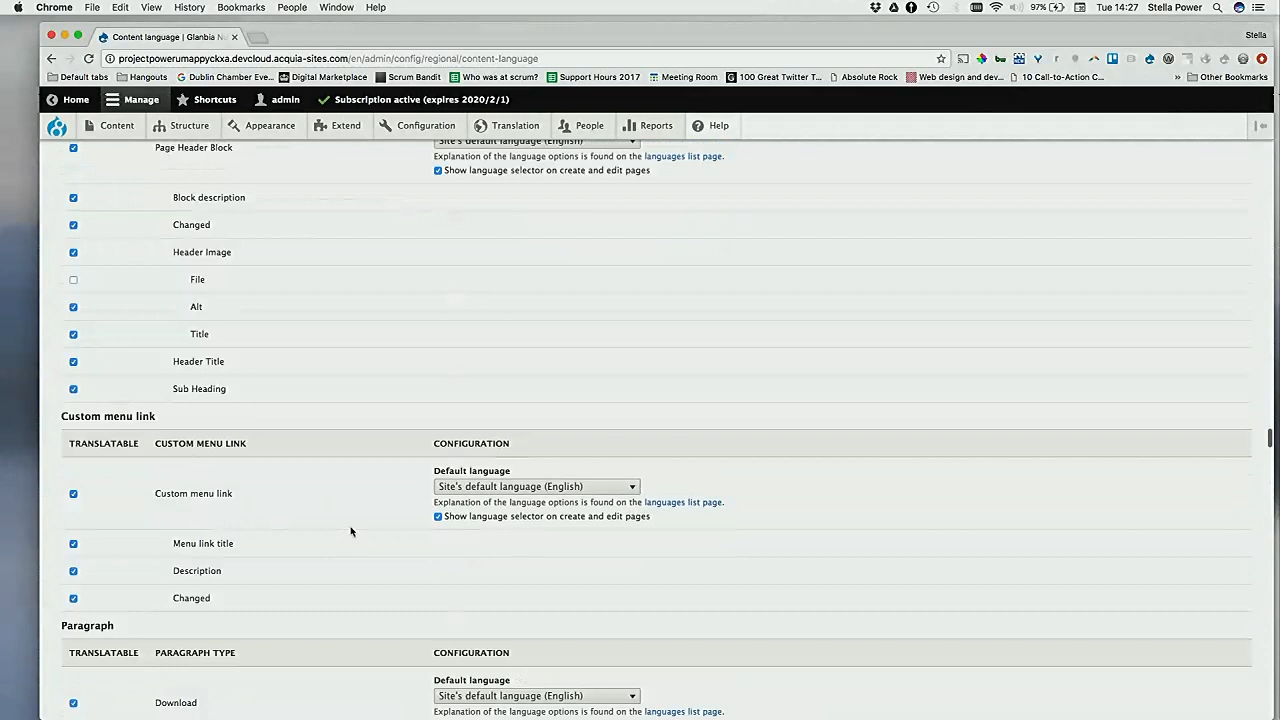 Chrome File Edit View History Bookmarks People Window Help 97% Tue 14:27 Stella Power
Content language | Glanbia Nu Stella
projectpowerumappyckxa.devcloud.acquia-sites.com/en/admin/config/regional/content-language
Default tabs Hangouts Dublin Chamber Eve... Digital Marketplace Scrum Bandit Who was at scrum? Support Hours 2017 Meeting Room 100 Great Twitter T... Absolute Rock Web design and dev... 10 Call-to-Action C... » Other Bookmarks
Home Manage Shortcuts admin Subscription active (expires 2020/2/1)
Content Structure Appearance Extend Configuration Translation People Reports Help
Site's default language (English)
Page Header Block
Explanation of the language options is found on the languages list page.
Show language selector on create and edit pages
Block description
Changed
Header Image
File
Alt
Title
Header Title
Sub Heading
Custom menu link
TRANSLATABLE CUSTOM MENU LINK CONFIGURATION
Default language
Site's default language (English)
Custom menu link
Explanation of the language options is found on the languages list page.
Show language selector on create and edit pages
Menu link title
Description
Changed
Paragraph
TRANSLATABLE PARAGRAPH TYPE CONFIGURATION
Default language
Site's default language (English)
Download
Explanation of the language options is found on the languages list page.